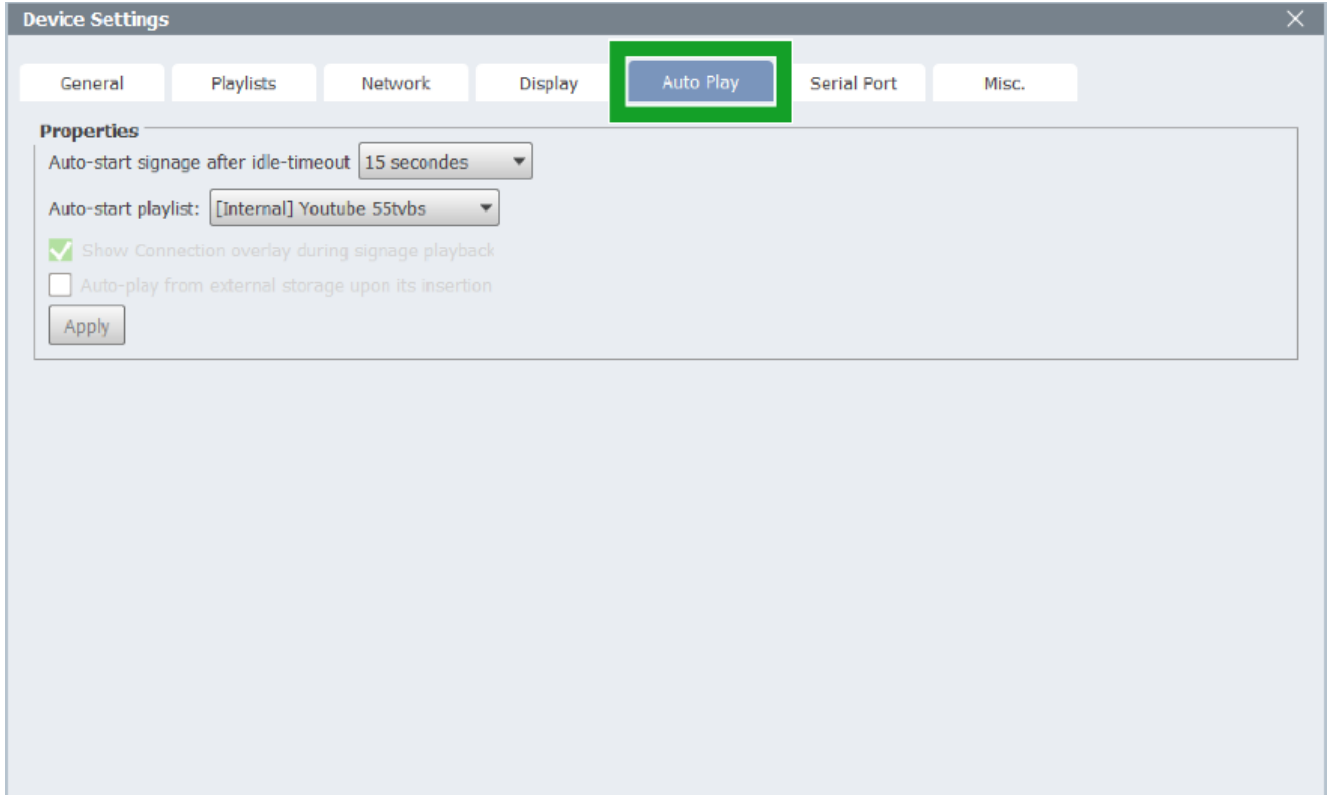 Device Settings
General Playlists Network Display Auto Play Serial Port Misc.
Properties
Auto-start signage after idle-timeout 15 secondes
Auto-start playlist: [Internal] Youtube 55tvbs
Show Connection overlay during signage playback
Auto-play from external storage upon its insertion
Apply